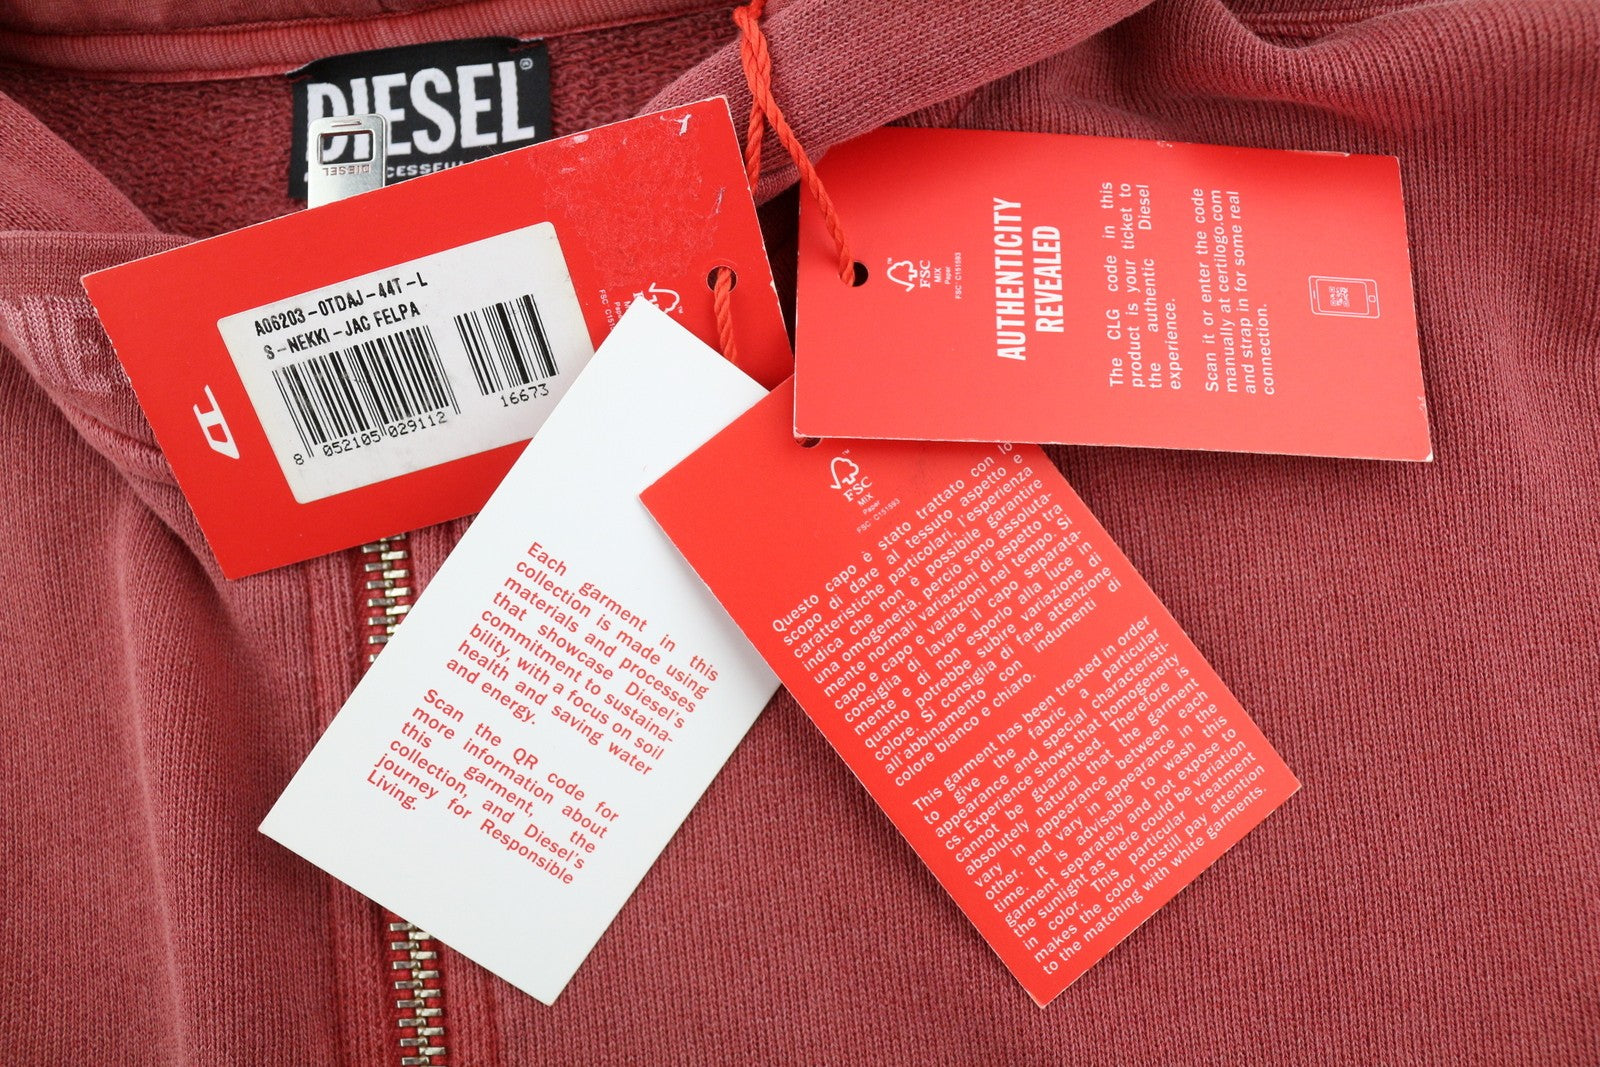 DIESEL®
DIESEL
A06203-0TDAJ-44T-L
S-NEKKI-JAC FELPA
8 052105 029112
16673
FSC
MIX
Paper
FSC® C151593
AUTHENTICITY
REVEALED
The CLG code in this
product is your ticket to
the authentic Diesel
experience.
Scan it or enter the code
manually at certilogo.com
and strap in for some real
connection.
Each garment in this
collection is made using
materials and processes
that showcase Diesel's
commitment to sustaina-
bility, with a focus on soil
health, and saving water
and energy.
Scan the QR code for
more information about
this garment, the
collection, and Diesel's
journey for Responsible
Living.
FSC
MIX
Paper
FSC® C151593
Questo capo è stato trattato con lo
scopo di dare al tessuto aspetto e
caratteristiche particolari, l'esperienza
indica che non è possibile garantire
una omogeneità, perciò sono assoluta-
mente normali variazioni di aspetto tra
capo e capo e variazioni nel tempo. Si
consiglia di lavare il capo separata-
mente e di non esporlo alla luce in
quanto potrebbe subire variazione di
colore. Si consiglia di fare attenzione
all'abbinamento con indumenti di
colore bianco e chiaro.
This garment has been treated in order
to give the fabric a particular
appearance and special characteristi-
cs. Experience shows that homogeneity
cannot be guaranteed. Therefore is
absolutely natural that the garment
vary in appearance between each
other, and vary in appearance in the
time. It is advisable to wash this
garment separately and not expose to
the sunlight as there could be variation
in color. This particular treatment
makes the color notstill pay attention
to the matching with white garments.